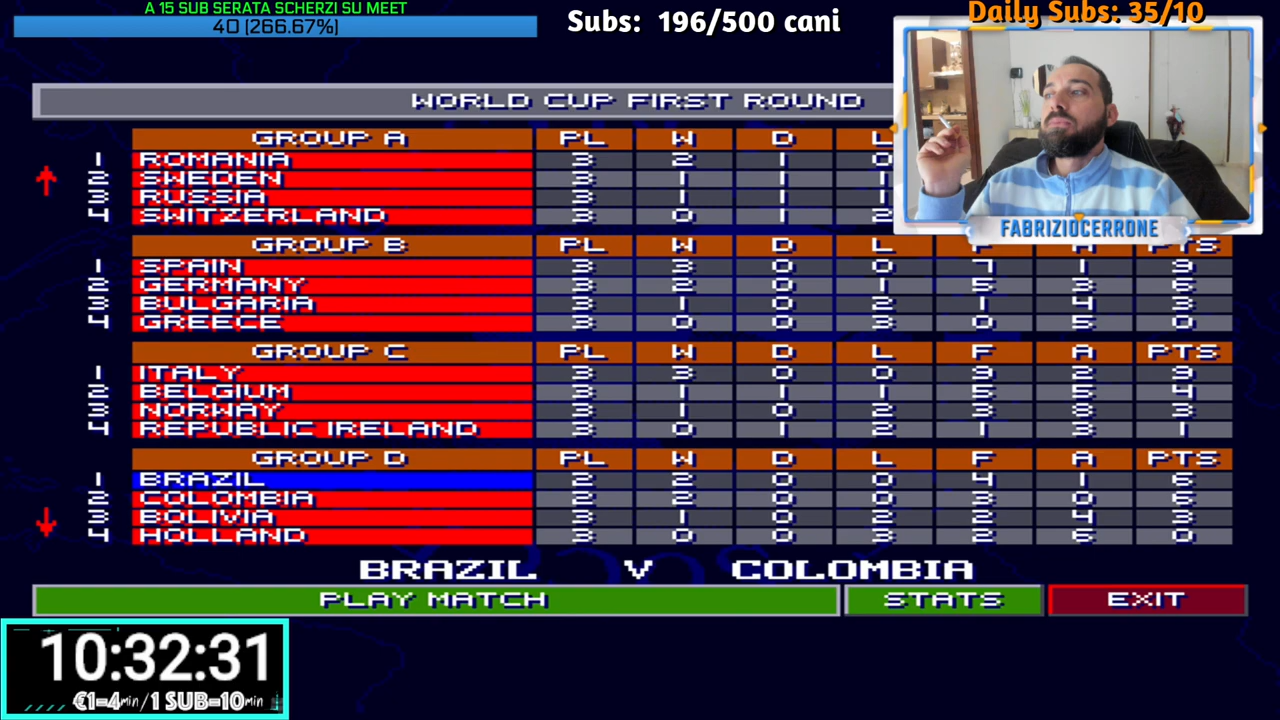 A 15 SUB SERATA SCHERZI SU MEET
40 (266.67%)
Subs: 196/500 cani
Daily Subs: 35/10
WORLD CUP FIRST ROUND
GROUP A PL W D L
1 ROMANIA 3 2 1 0
2 SWEDEN 3 1 1 1
3 RUSSIA 3 1 1 1
4 SWITZERLAND 3 0 1 2
FABRIZIOCERRONE
GROUP B PL W D L F A PTS
1 SPAIN 3 3 0 0 7 1 9
2 GERMANY 3 2 0 1 5 3 6
3 BULGARIA 3 1 0 2 1 4 3
4 GREECE 3 0 0 3 0 5 0
GROUP C PL W D L F A PTS
1 ITALY 3 3 0 0 9 2 9
2 BELGIUM 3 1 1 1 5 5 4
3 NORWAY 3 1 0 2 3 8 3
4 REPUBLIC IRELAND 3 0 1 2 1 3 1
GROUP D PL W D L F A PTS
1 BRAZIL 2 2 0 0 4 1 6
2 COLOMBIA 2 2 0 0 3 0 6
3 BOLIVIA 3 1 0 2 2 4 3
4 HOLLAND 3 0 0 3 2 6 0
BRAZIL V COLOMBIA
PLAY MATCH STATS EXIT
10:32:31
€1=4min/1 SUB=10min